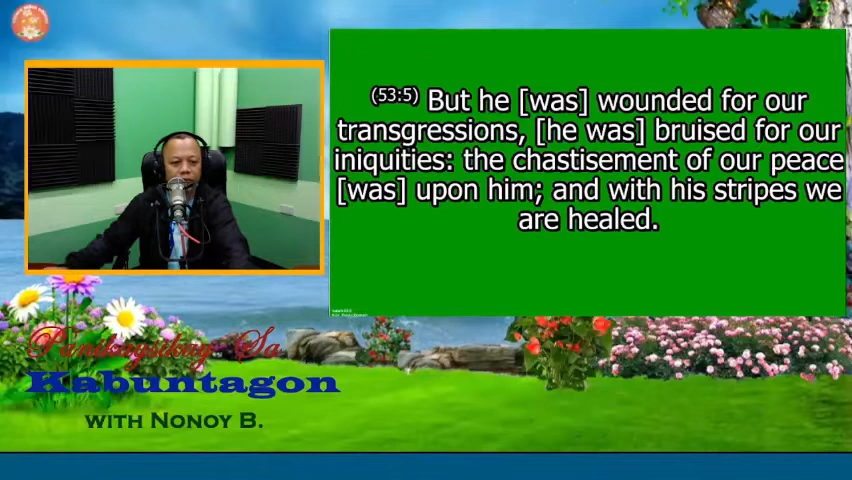 (53:5) But he [was] wounded for our
transgressions, [he was] bruised for our
iniquities: the chastisement of our peace
[was] upon him; and with his stripes we
are healed.
Panibugsukay Sa
Kabuntagon
WITH NONOY B.